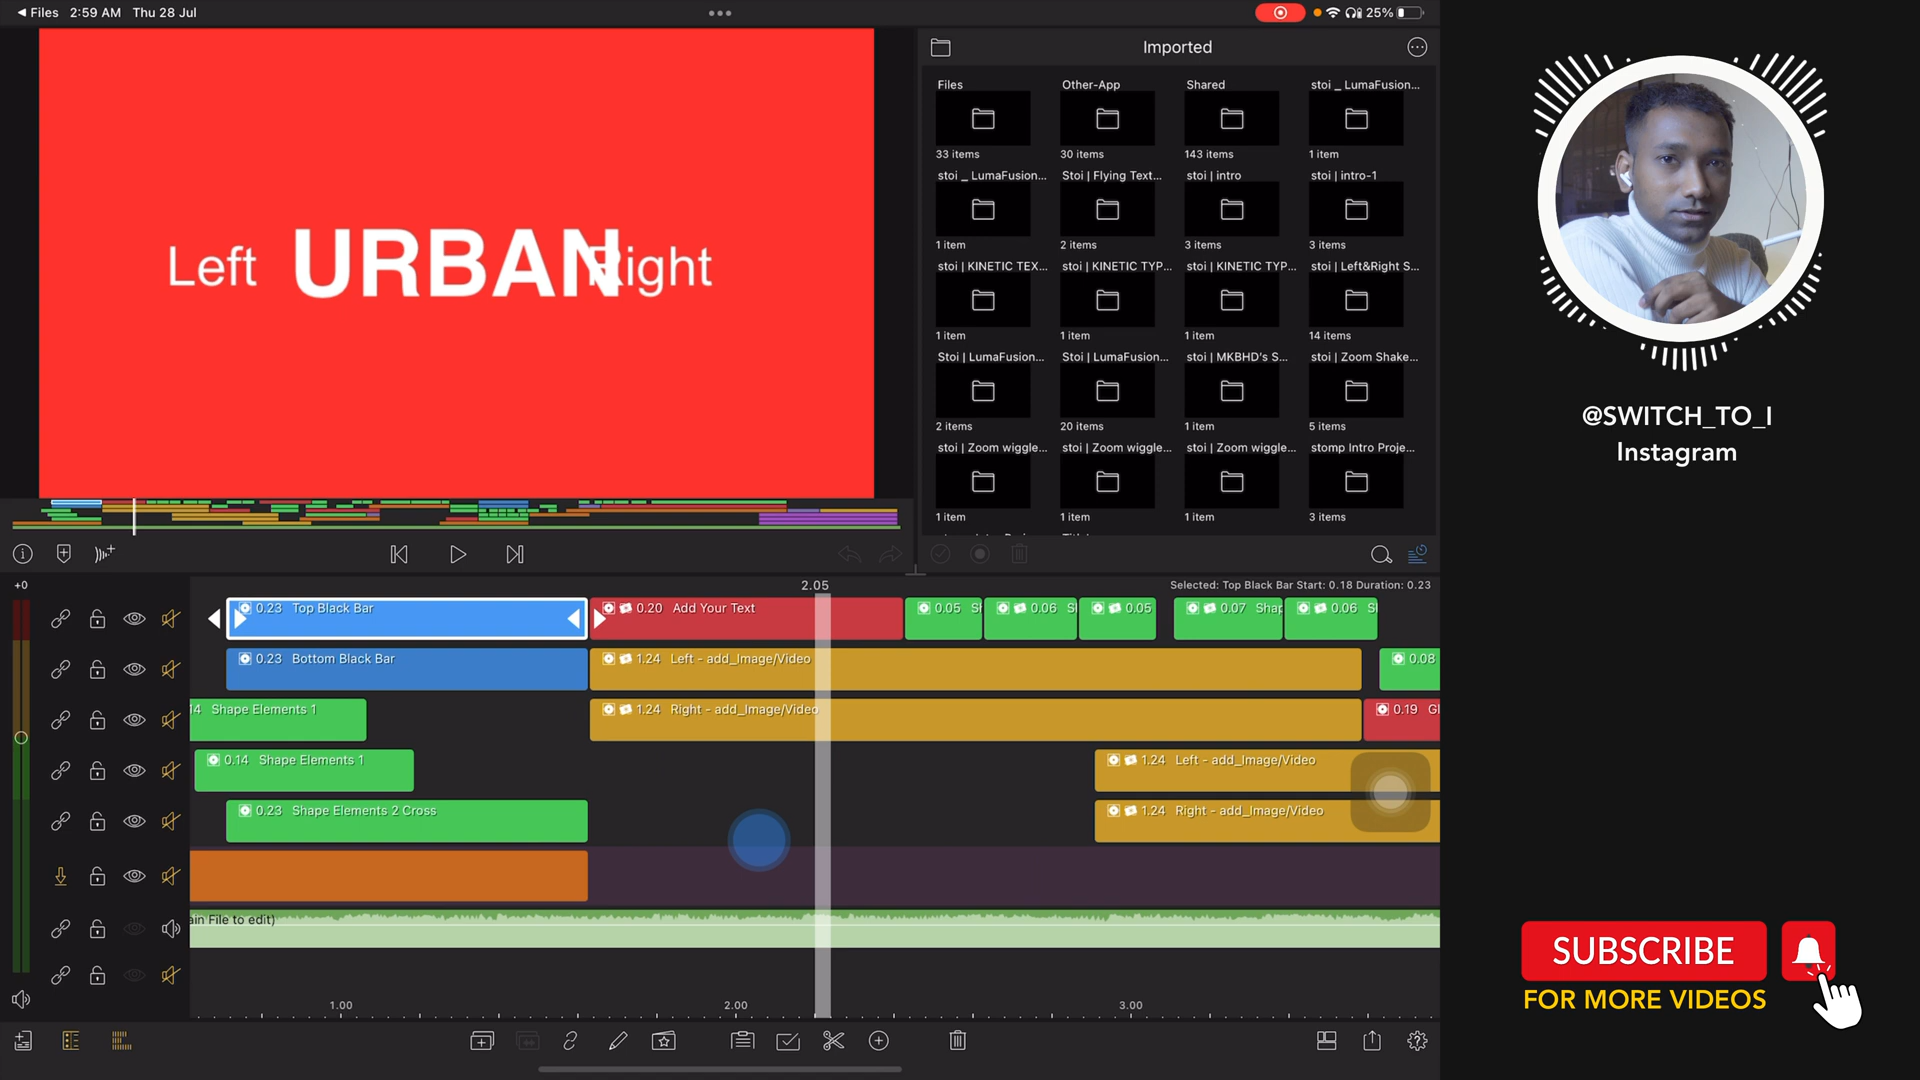 Files 2:59 AM Thu 28 Jul
25%
Left URBAN Right
Imported
Files
Other-App
Shared
stoi _ LumaFusion...
33 items
30 items
143 items
1 item
stoi _ LumaFusion...
Stoi | Flying Text...
stoi | intro
stoi | intro-1
1 item
2 items
3 items
3 items
stoi | KINETIC TEX...
stoi | KINETIC TYP...
stoi | KINETIC TYP...
stoi | Left&Right S...
1 item
1 item
1 item
14 items
Stoi | LumaFusion...
Stoi | LumaFusion...
stoi | MKBHD's S...
stoi | Zoom Shake...
2 items
20 items
1 item
5 items
stoi | Zoom wiggle...
stoi | Zoom wiggle...
stoi | Zoom wiggle...
stomp Intro Proje...
1 item
1 item
1 item
3 items
@SWITCH_TO_I
Instagram
+0
2.05
Selected: Top Black Bar Start: 0.18 Duration: 0.23
0.23 Top Black Bar
0.20 Add Your Text
0.05 S
0.06 S
0.05
0.07 Shap
0.06 S
0.23 Bottom Black Bar
1.24 Left - add_Image/Video
0.08
14 Shape Elements 1
1.24 Right - add_Image/Video
0.19 Gl
0.14 Shape Elements 1
1.24 Left - add_Image/Video
0.23 Shape Elements 2 Cross
1.24 Right - add_Image/Video
ain File to edit)
1.00
2.00
3.00
SUBSCRIBE
FOR MORE VIDEOS